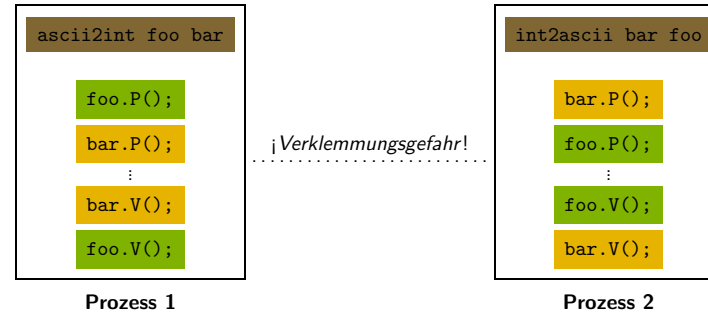 ascii2int foo bar
foo.P();
bar.P();
⋮
bar.V();
foo.V();
Prozess 1
¡Verklemmungsgefahr!
int2ascii bar foo
bar.P();
foo.P();
⋮
foo.V();
bar.V();
Prozess 2